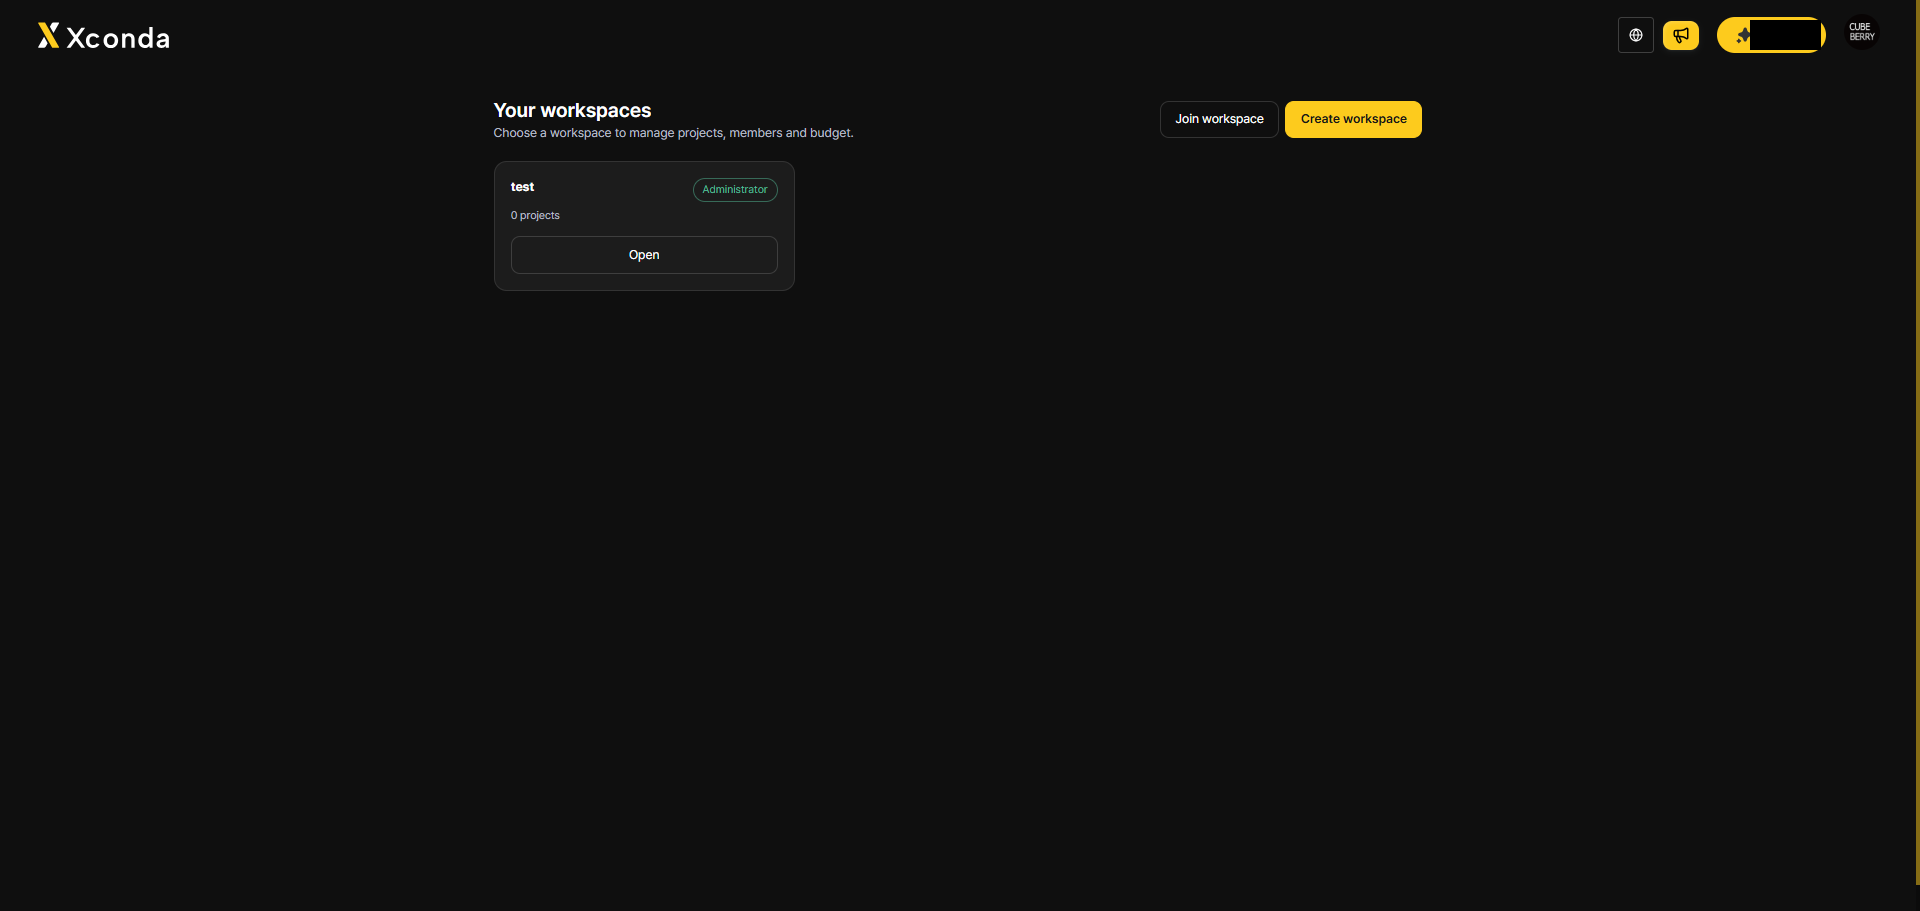 Xconda
CUBE
BERRY
Your workspaces
Choose a workspace to manage projects, members and budget.
Join workspace
Create workspace
test
Administrator
0 projects
Open